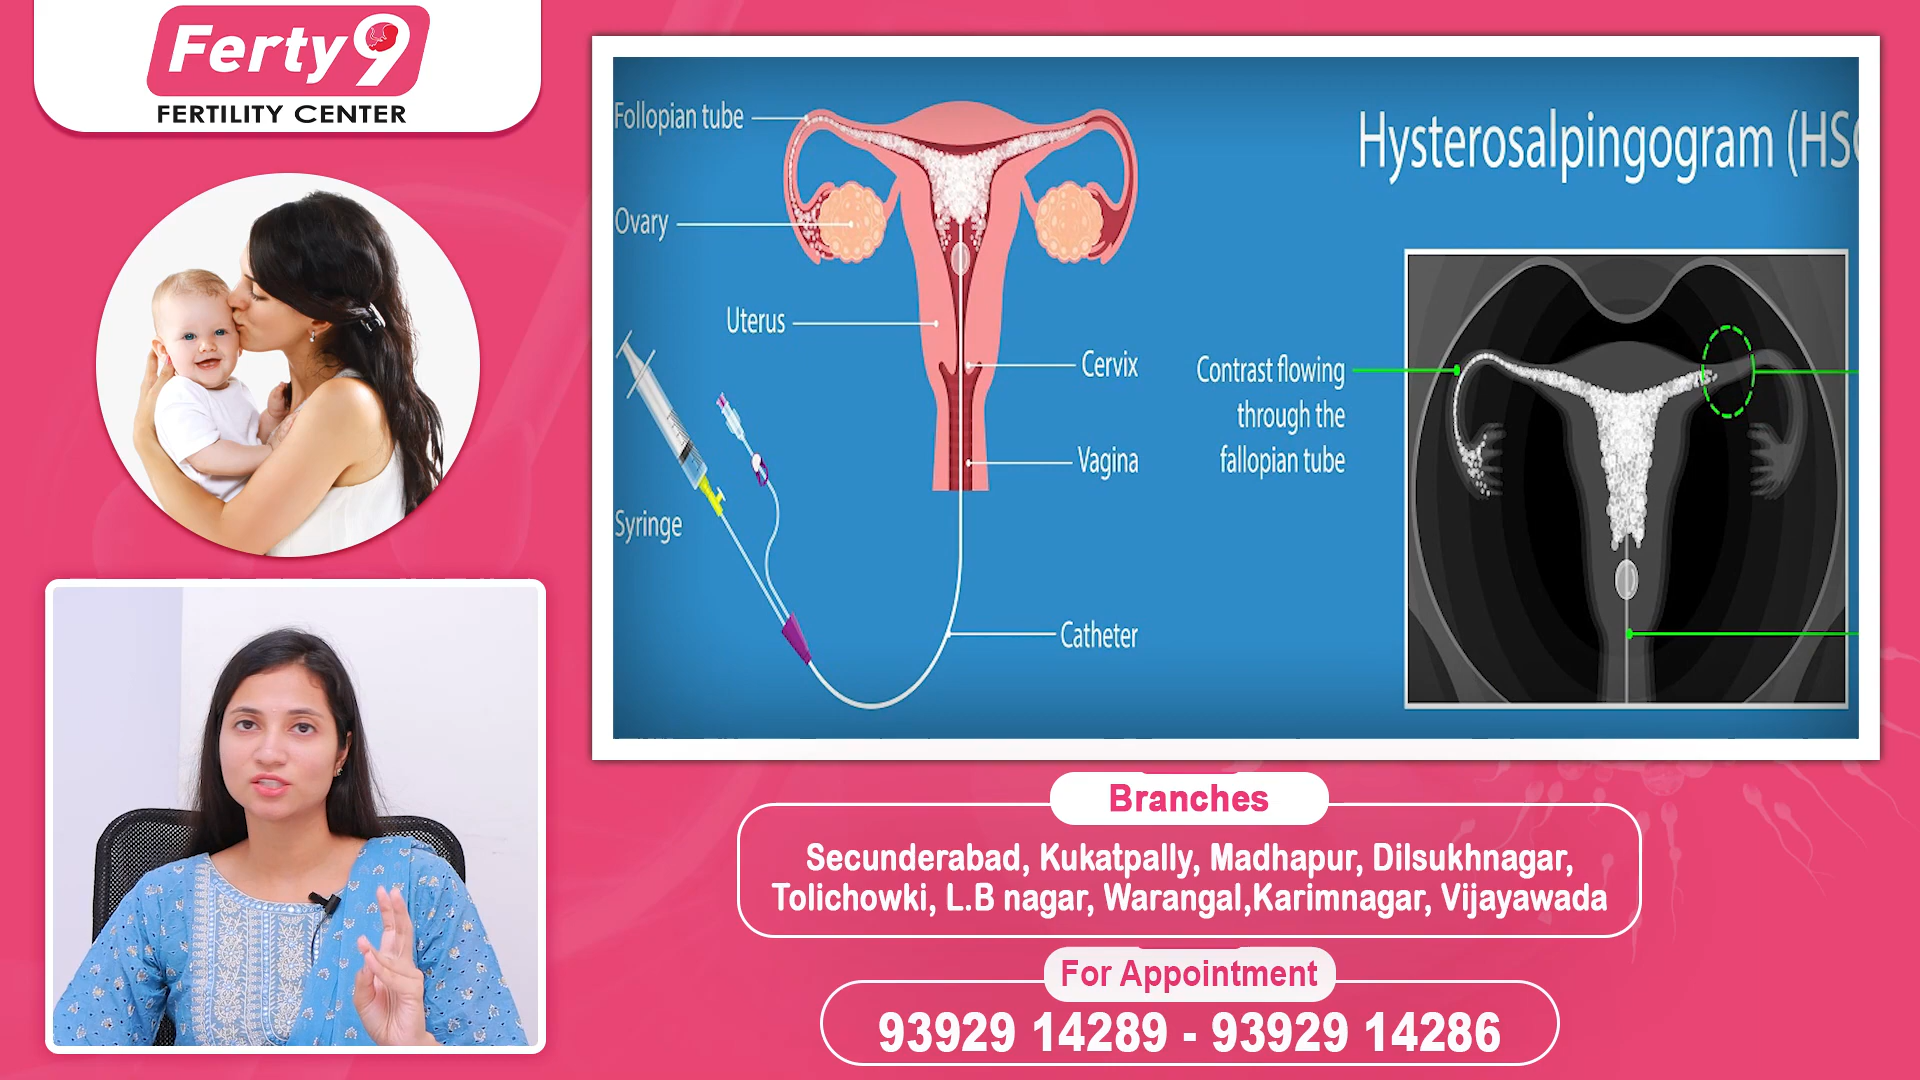 Ferty9
FERTILITY CENTER
Follopian tube
Ovary
Uterus
Cervix
Vagina
Syringe
Catheter
Hysterosalpingogram (HS
Contrast flowing
through the
fallopian tube
Branches
Secunderabad, Kukatpally, Madhapur, Dilsukhnagar,
Tolichowki, L.B nagar, Warangal,Karimnagar, Vijayawada
For Appointment
93929 14289 - 93929 14286